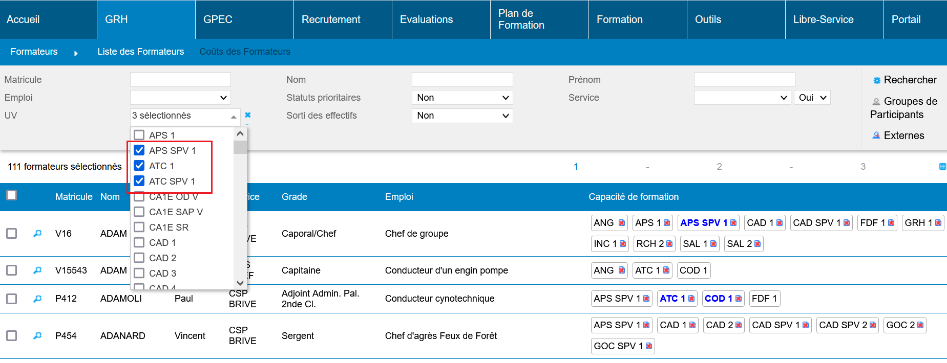 Accueil GRH GPEC Recrutement Evaluations Plan de Formation Formation Outils Libre-Service Portail
Formateurs Liste des Formateurs Coûts des Formateurs
Matricule Nom Prénom
Emploi Statuts prioritaires Non Service Oui
UV 3 sélectionnés Sorti des effectifs Non
Rechercher
Groupes de Participants
Externes
APS 1
APS SPV 1
ATC 1
ATC SPV 1
CA1E OD V
CA1E SAP V
CA1E SR
CAD 1
CAD 2
CAD 3
CAD 4
111 formateurs sélectionnés 1 - 2 - 3
Matricule Nom Grade Emploi Capacité de formation
V16 ADAM Caporal/Chef Chef de groupe ANG APS 1 APS SPV 1 CAD 1 CAD SPV 1 FDF 1 GRH 1
INC 1 RCH 2 SAL 1 SAL 2
V15543 ADAM Capitaine Conducteur d'un engin pompe ANG ATC 1 COD 1
P412 ADAMOLI Paul CSP BRIVE Adjoint Admin. Pal. 2nde Cl. Conducteur cynotechnique APS SPV 1 ATC 1 COD 1 FDF 1
P454 ADANARD Vincent CSP BRIVE Sergent Chef d'agrès Feux de Forêt APS SPV 1 CAD 1 CAD 2 CAD SPV 1 CAD SPV 2 GOC 2
GOC SPV 1